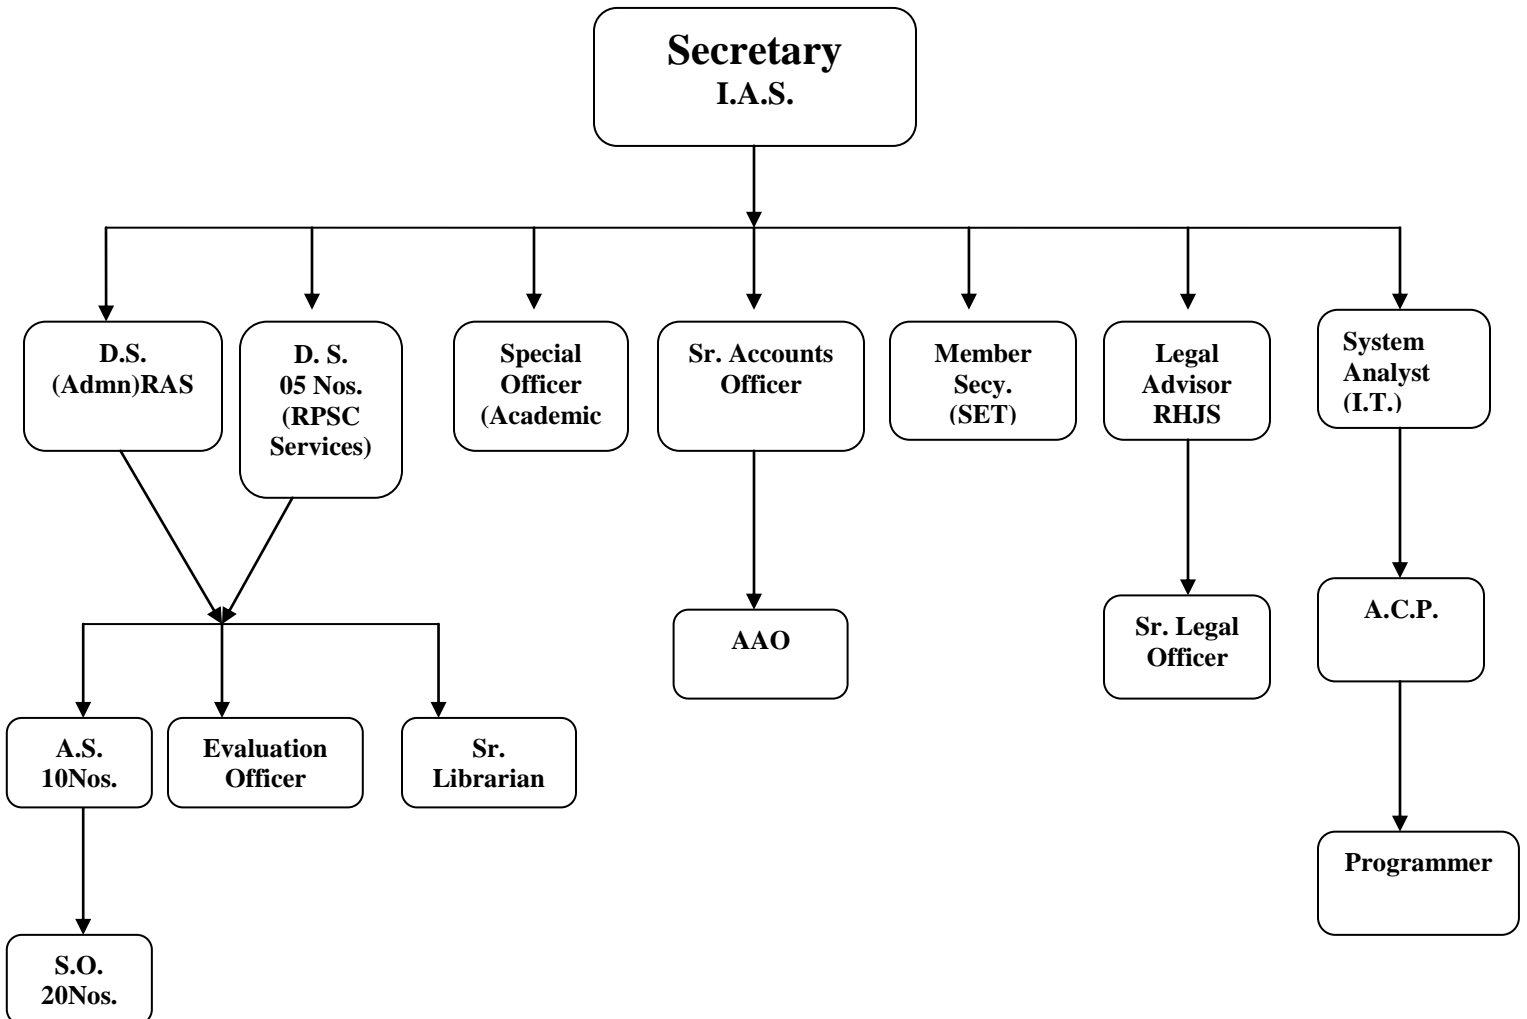 Secretary
I.A.S.
D.S.
(Admn)RAS
D. S.
05 Nos.
(RPSC
Services)
Special
Officer
(Academic
Sr. Accounts
Officer
Member
Secy.
(SET)
Legal
Advisor
RHJS
System
Analyst
(I.T.)
AAO
Sr. Legal
Officer
A.C.P.
A.S.
10Nos.
Evaluation
Officer
Sr.
Librarian
Programmer
S.O.
20Nos.